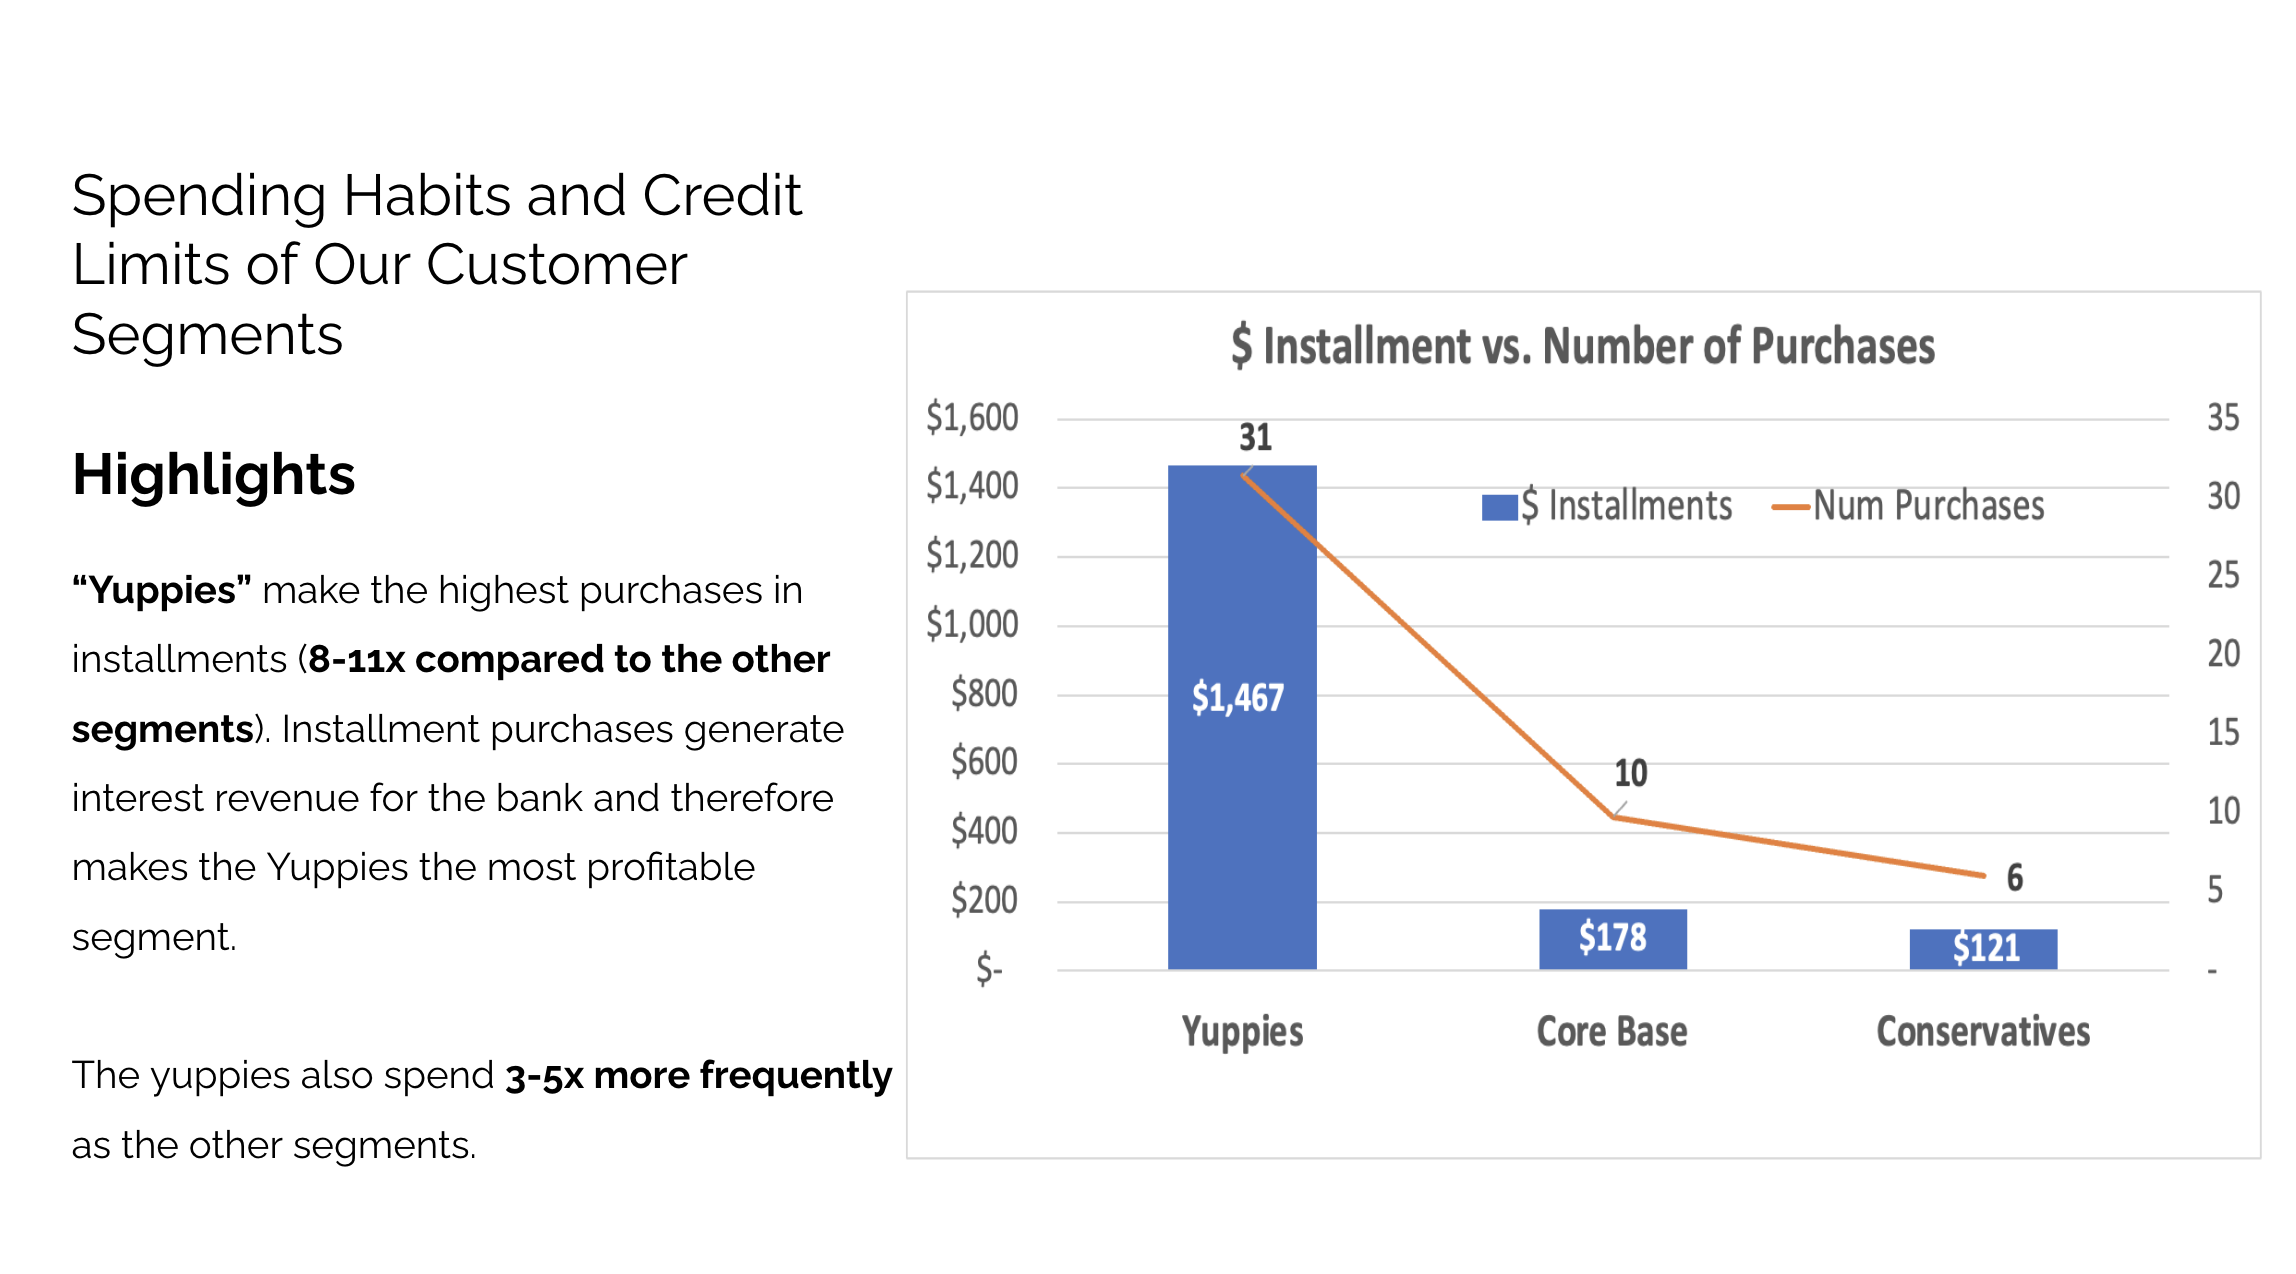 Spending Habits and Credit
Limits of Our Customer
Segments
Highlights
“Yuppies” make the highest purchases in
installments (8-11x compared to the other
segments). Installment purchases generate
interest revenue for the bank and therefore
makes the Yuppies the most profitable
segment.
The yuppies also spend 3-5x more frequently
as the other segments.
$ Installment vs. Number of Purchases
$1,600
$1,400
$1,200
$1,000
$800
$600
$400
$200
$-
31
$ Installments
Num Purchases
$1,467
10
$178
6
$121
35
30
25
20
15
10
5
-
Yuppies
Core Base
Conservatives